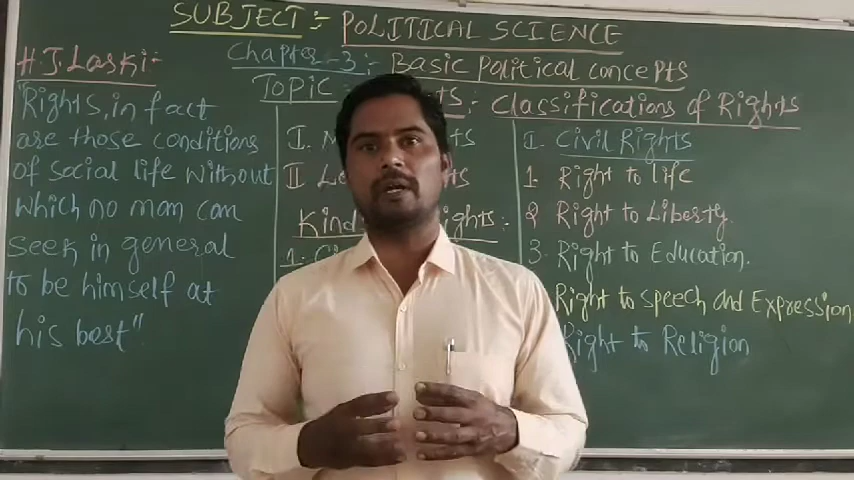 SUBJECT :- POLITICAL SCIENCE
Chapter-3:- BASIC POLITICAL CONCEPTS
TOPIC :- Classifications of Rights
H.J. Laski:-
"Rights, in fact
are those conditions
of social life without
which no man can
seek in general,
to be himself at
his best".
I.
II
Kind
1.
I. CIVIL RIGHTS
1. Right to life
2. Right to Liberty
3. Right to Education.
Right to Speech and Expression
Right to Religion